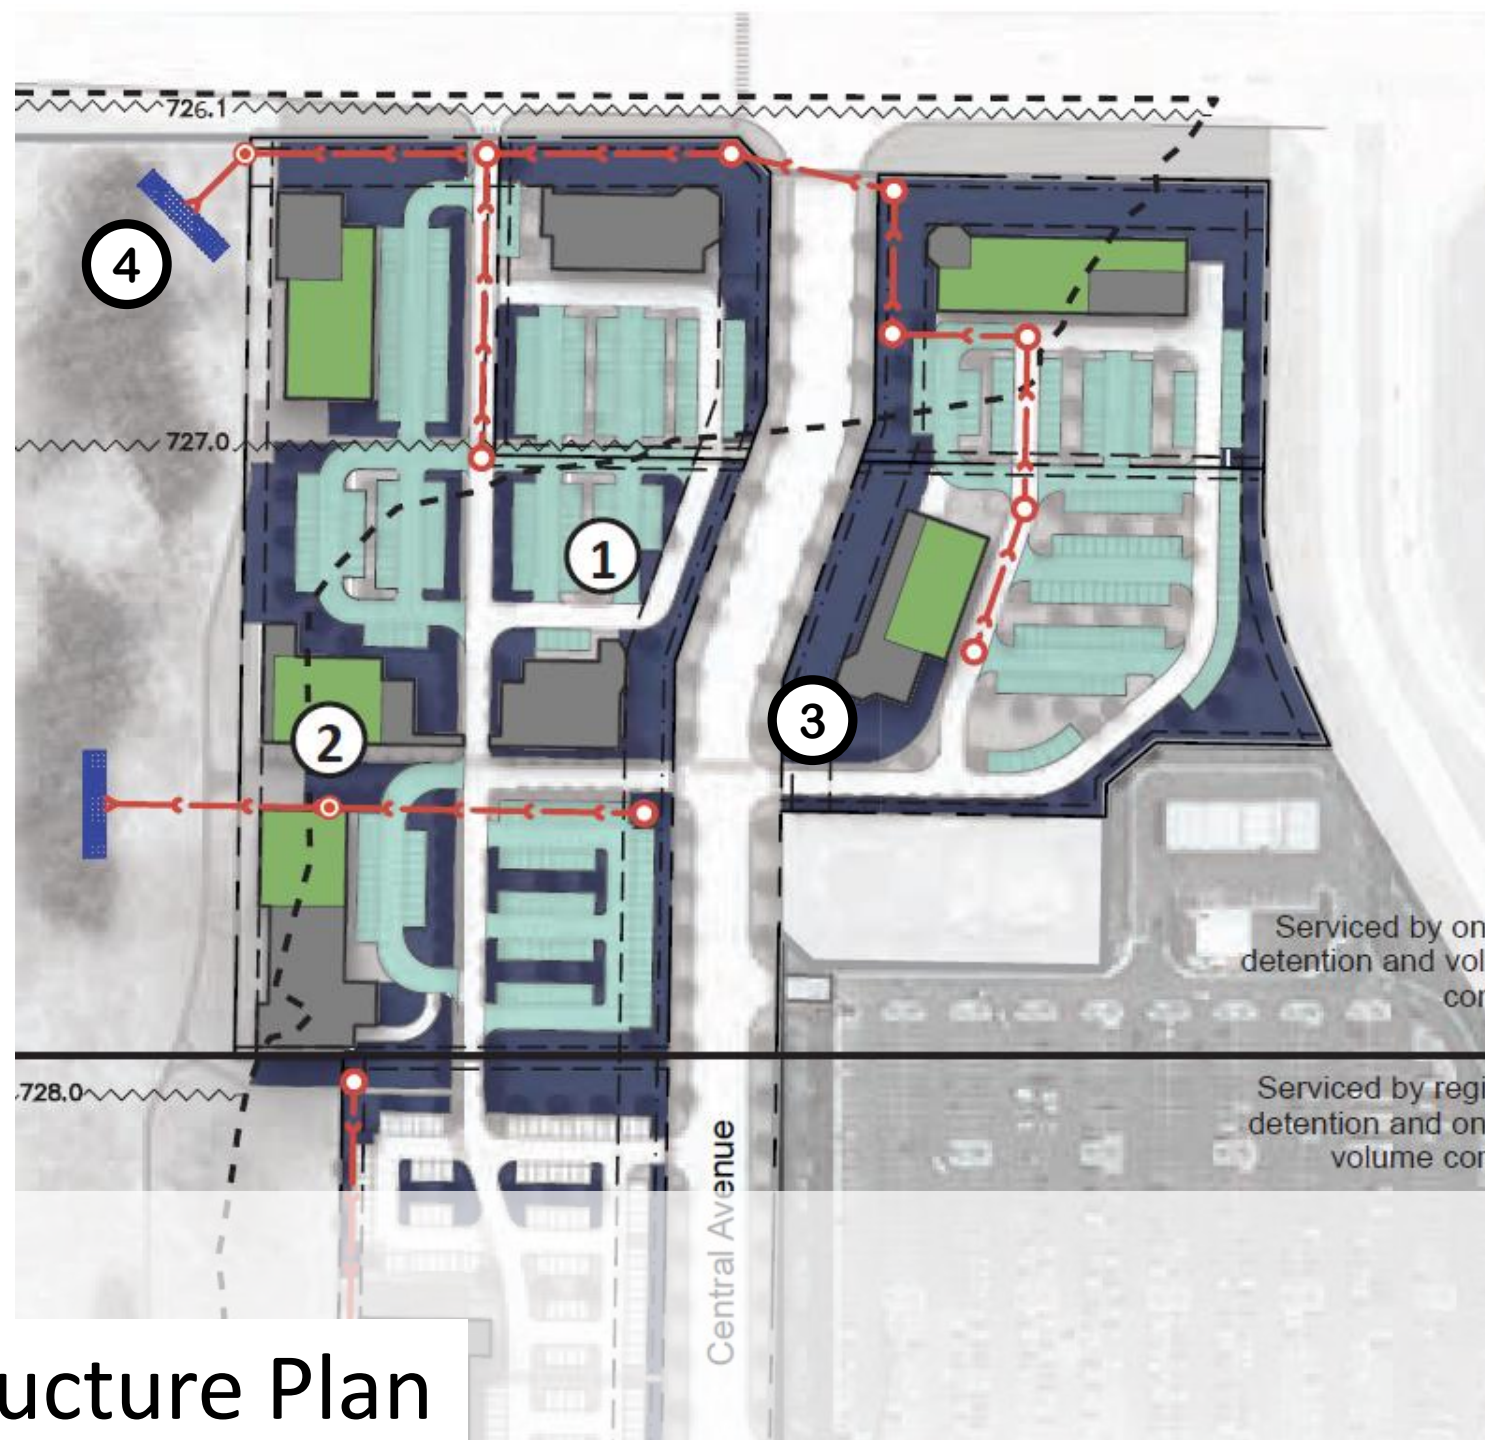 726.1
4
727.0
1
2
3
Serviced by on
detention and vol
cor
728.0
Serviced by regi
detention and on
volume cor
Central Avenue
ucture Plan